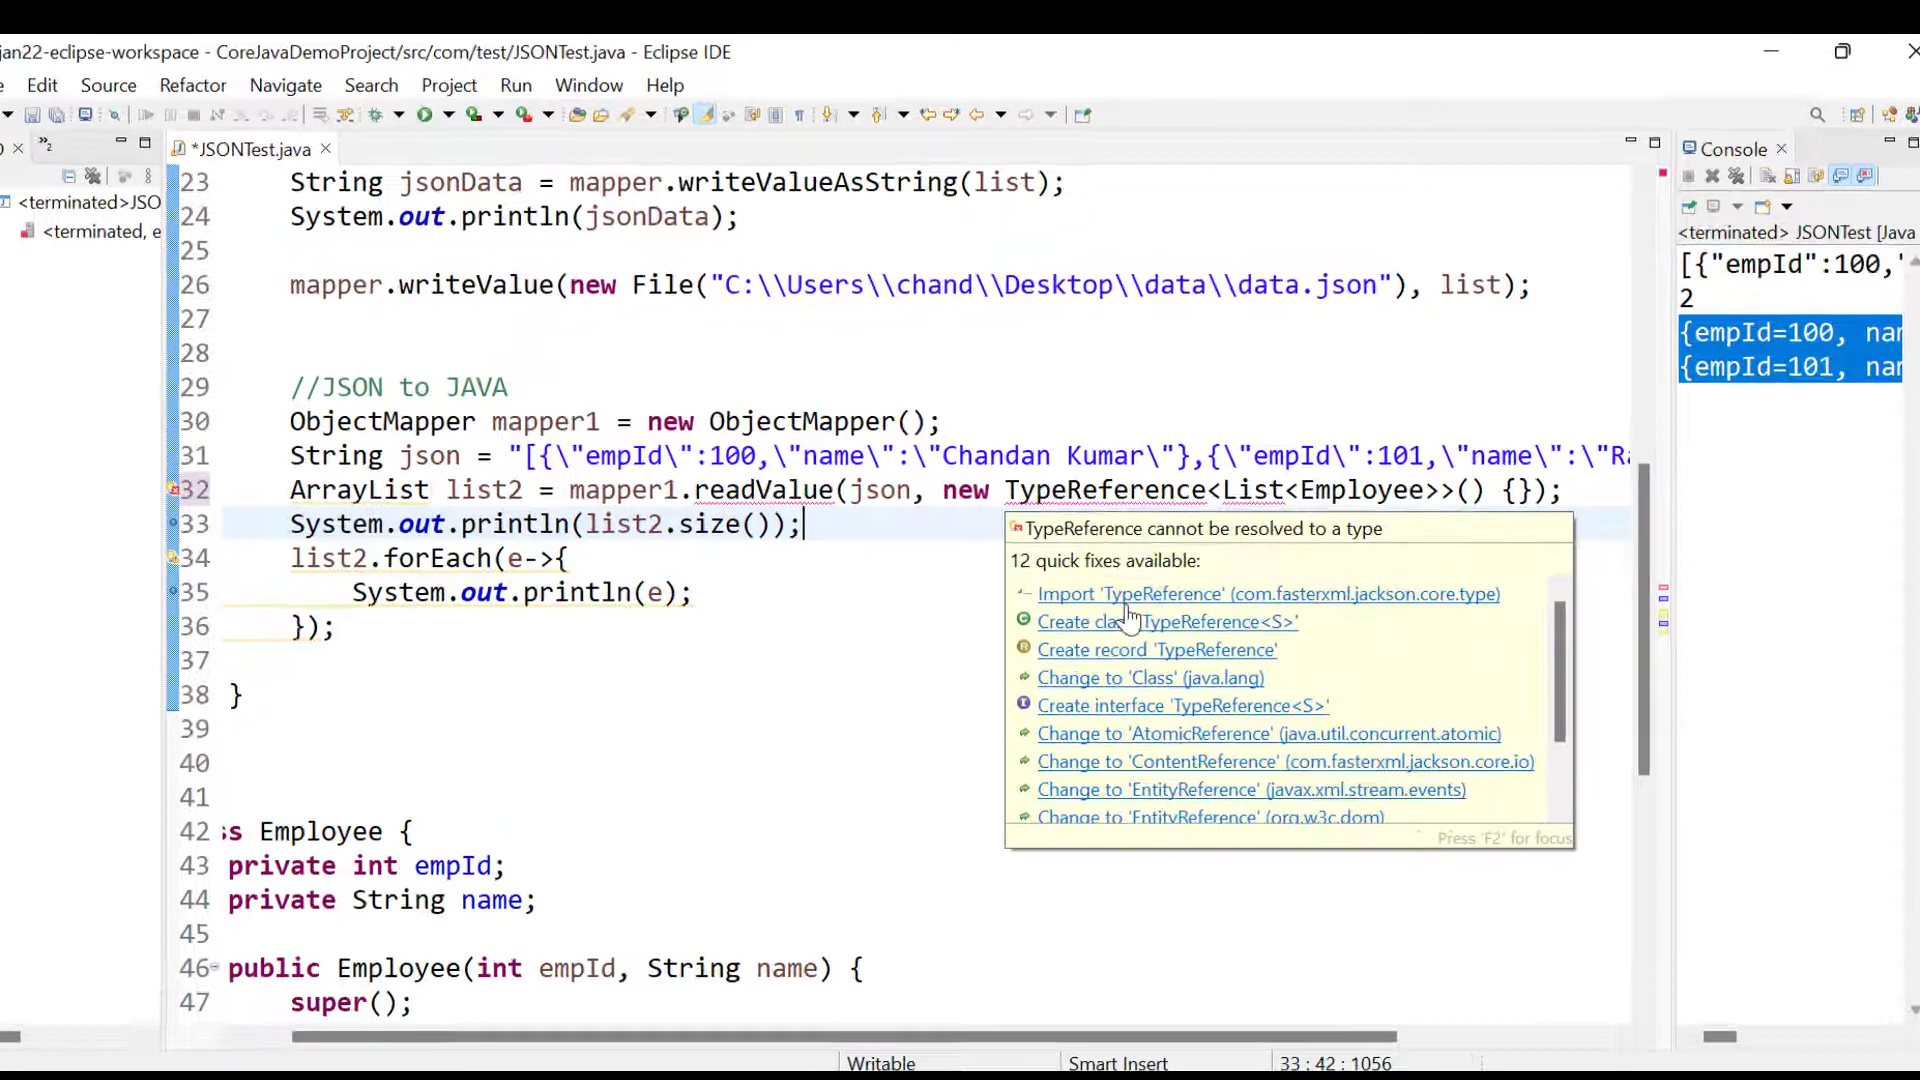 jan22-eclipse-workspace - CoreJavaDemoProject/src/com/test/JSONTest.java - Eclipse IDE
Edit Source Refactor Navigate Search Project Run Window Help
*JSONTest.java
Console
<terminated>JSO
<terminated, e
<terminated> JSONTest [Java
[{"empId":100,"
2
{empId=100, nam
{empId=101, nam
23 String jsonData = mapper.writeValueAsString(list);
24 System.out.println(jsonData);
25
26 mapper.writeValue(new File("C:\\Users\\chand\\Desktop\\data\\data.json"), list);
27
28
29 //JSON to JAVA
30 ObjectMapper mapper1 = new ObjectMapper();
31 String json = "[{\"empId\":100,\"name\":\"Chandan Kumar\"},{\"empId\":101,\"name\":\"Ra
32 ArrayList list2 = mapper1.readValue(json, new TypeReference<List<Employee>>() {});
33 System.out.println(list2.size());
34 list2.forEach(e->{
35 System.out.println(e);
36 });
37
38 }
39
40
41
42 ss Employee {
43 private int empId;
44 private String name;
45
46 public Employee(int empId, String name) {
47 super();
TypeReference cannot be resolved to a type
12 quick fixes available:
Import 'TypeReference' (com.fasterxml.jackson.core.type)
Create cla 'TypeReference<S>'
Create record 'TypeReference'
Change to 'Class' (java.lang)
Create interface 'TypeReference<S>'
Change to 'AtomicReference' (java.util.concurrent.atomic)
Change to 'ContentReference' (com.fasterxml.jackson.core.io)
Change to 'EntityReference' (javax.xml.stream.events)
Change to 'EntityReference' (org.w3c.dom)
Press 'F2' for focus
Writable Smart Insert 33 : 42 : 1056